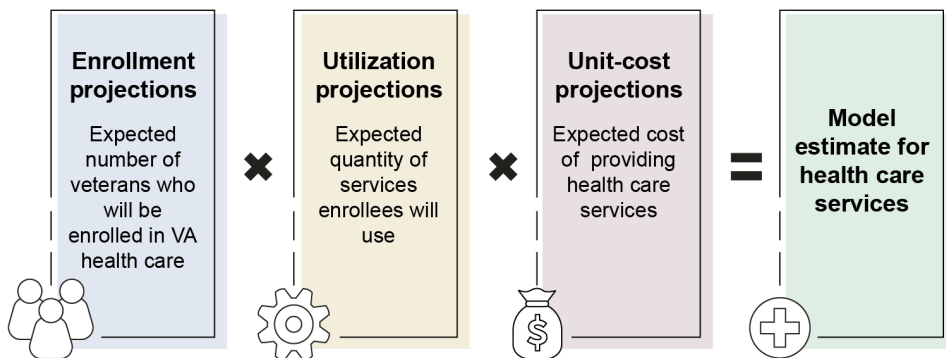 Enrollment
projections
Expected
number of
veterans who
will be
enrolled in VA
health care
×
Utilization
projections
Expected
quantity of
services
enrollees will
use
×
Unit-cost
projections
Expected cost
of providing
health care
services
$
=
Model
estimate for
health care
services